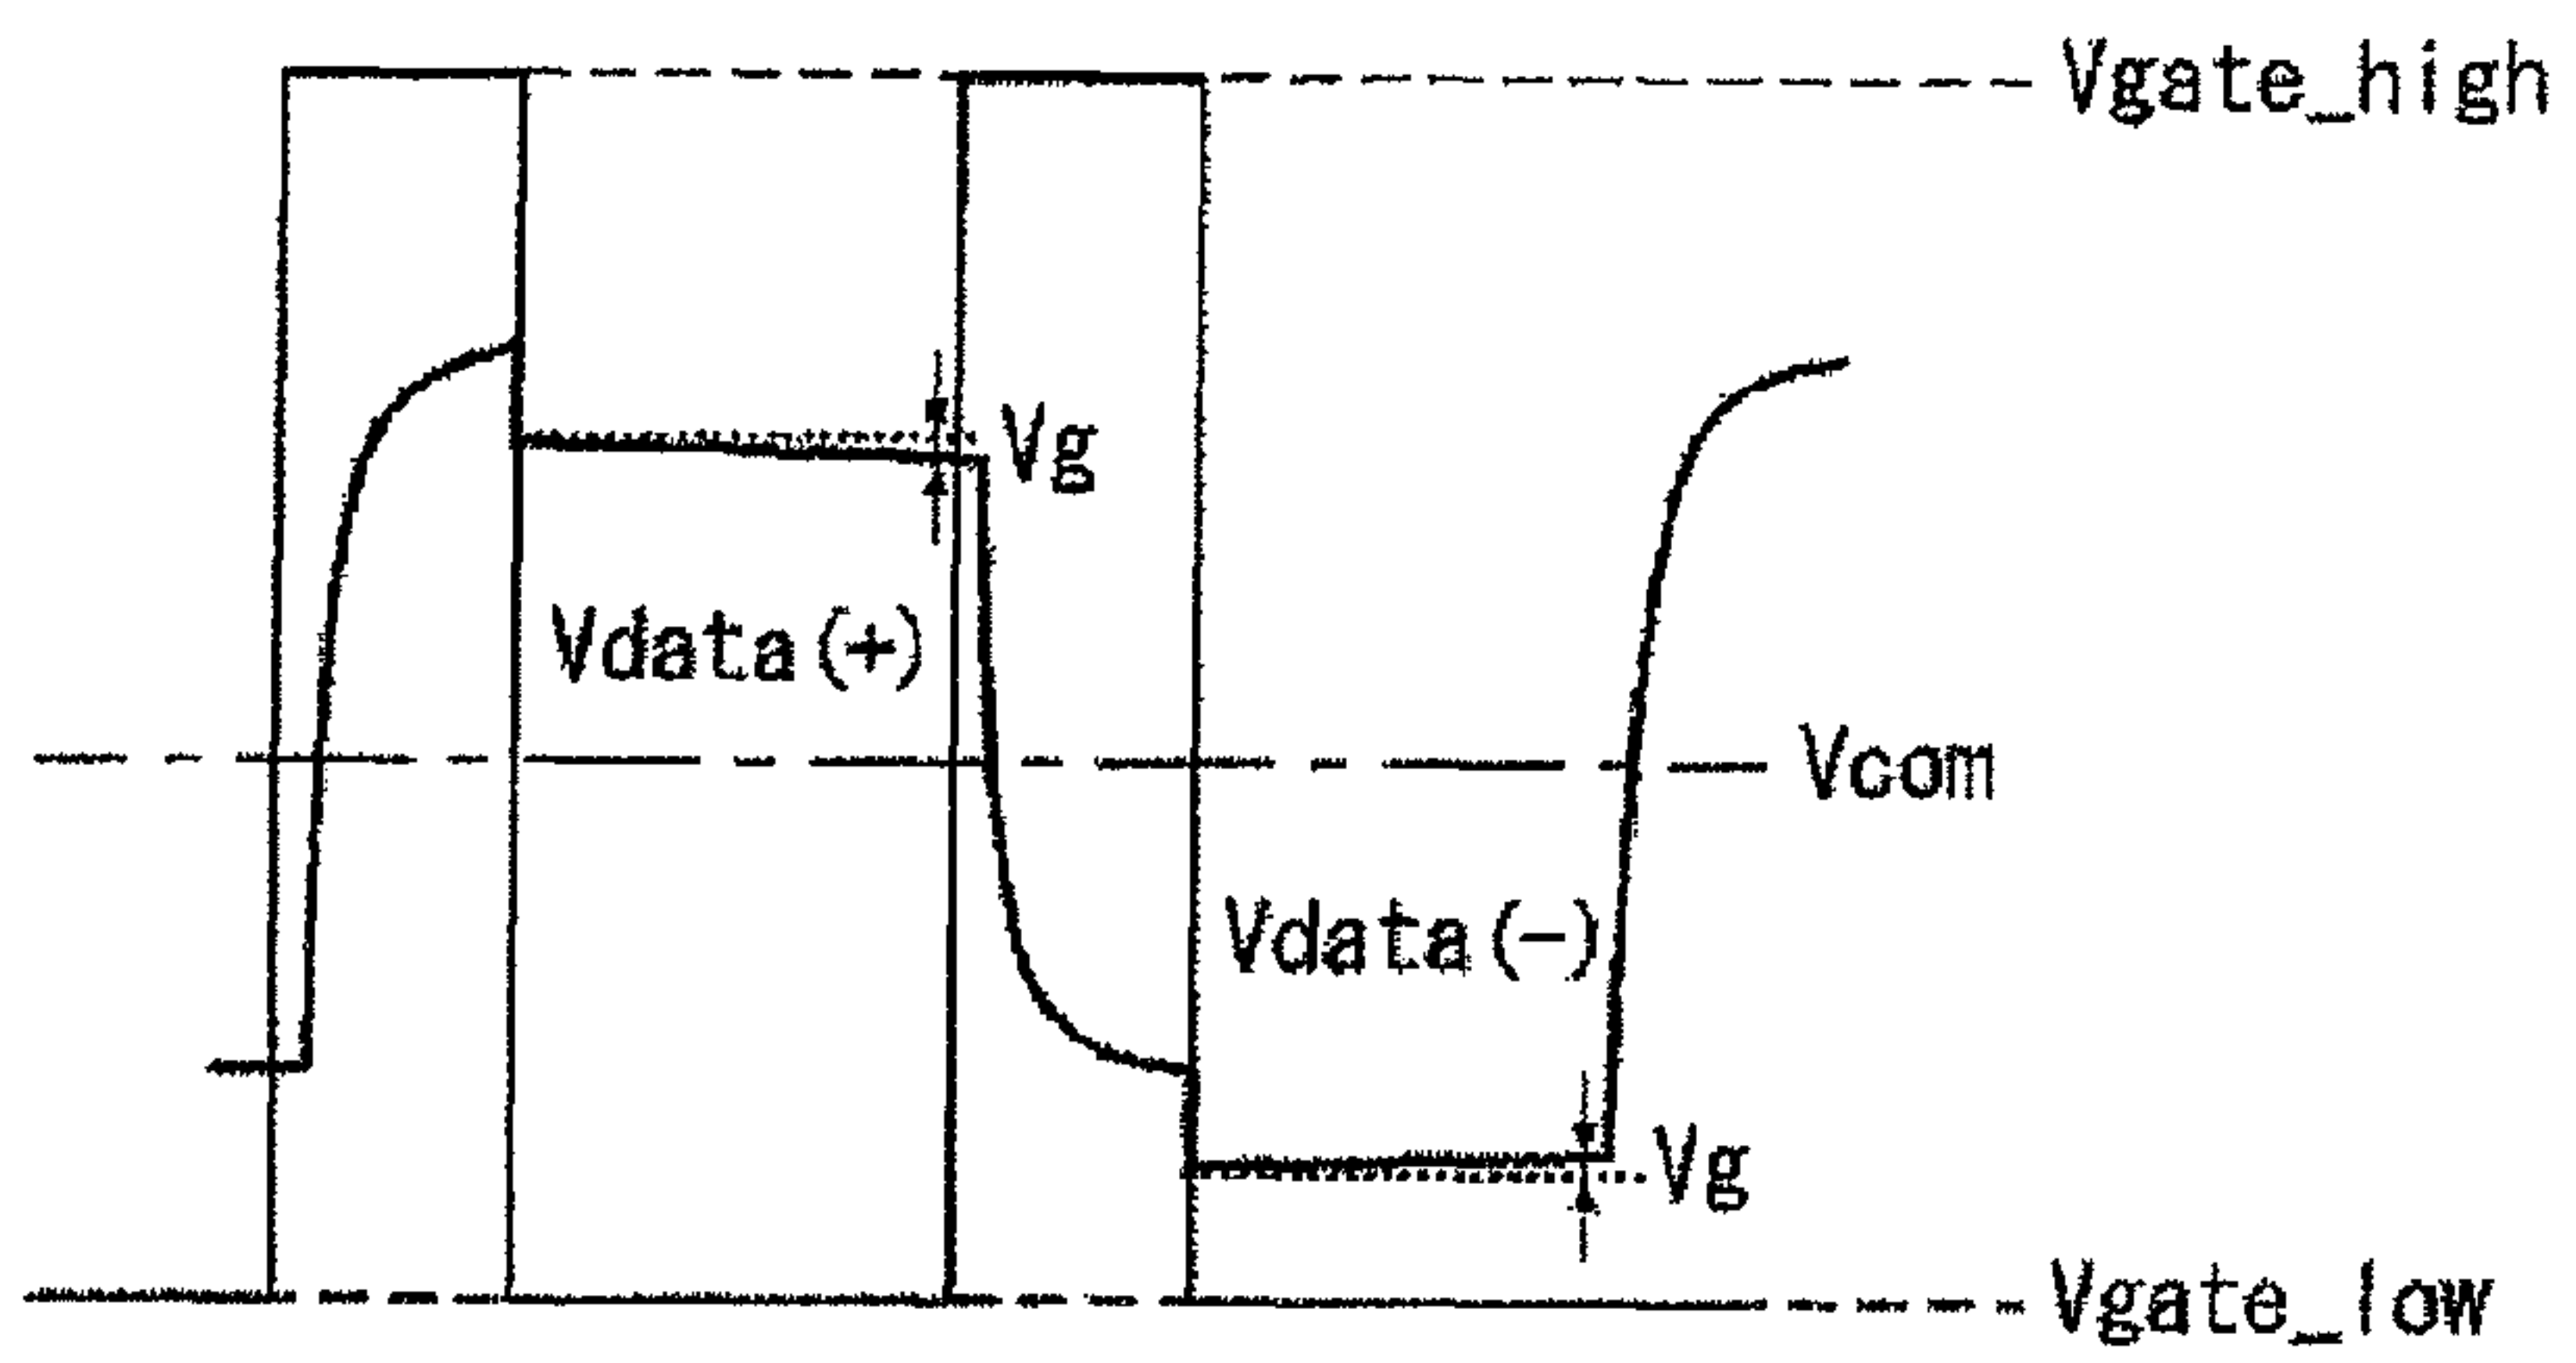 Vgate_high
Vg
Vdata(+)
Vcom
Vdata(-)
Vg
Vgate_low